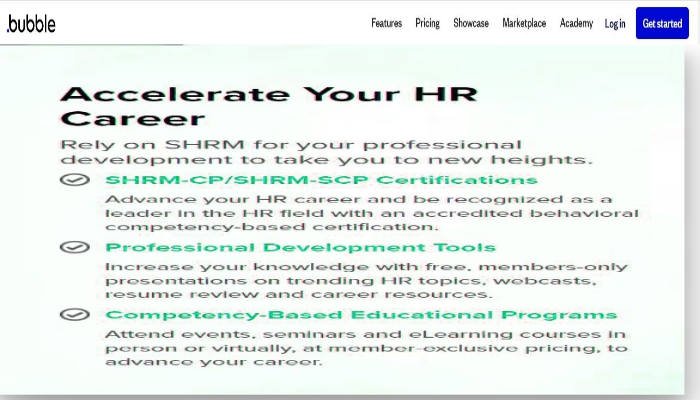 .bubble
Features Pricing Showcase Marketplace Academy Log in Get started
Accelerate Your HR
Career
Rely on SHRM for your professional
development to take you to new heights.
SHRM-CP/SHRM-SCP Certifications
Advance your HR career and be recognized as a
leader in the HR field with an accredited behavioral
competency-based certification.
Professional Development Tools
Increase your knowledge with free, members-only
presentations on trending HR topics, webcasts,
resume review and career resources.
Competency-Based Educational Programs
Attend events, seminars and eLearning courses in
person or virtually, at member-exclusive pricing, to
advance your career.